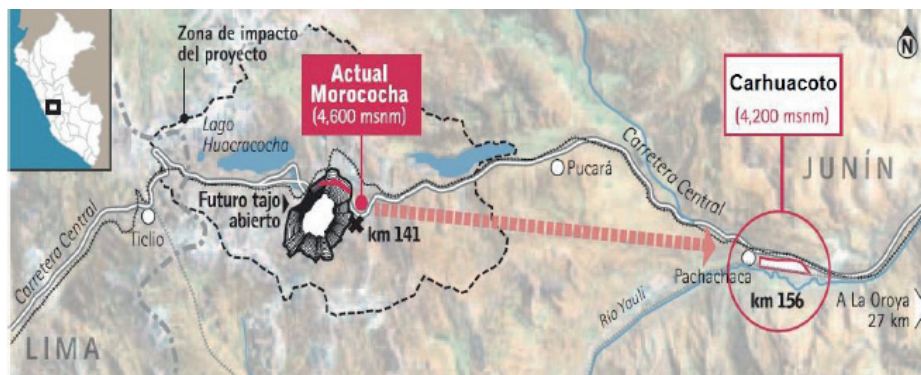 Zona de impacto
del proyecto
Actual
Morococha
(4,600 msnm)
Carhuacoto
(4,200 msnm)
N
Lago
Huacracocha
Carretera Central
JUNÍN
Pucará
Futuro tajo
abierto
km 141
Ticlio
Carretera Central
Pachachaca
km 156
Río Yauli
A La Oroya
27 km
LIMA